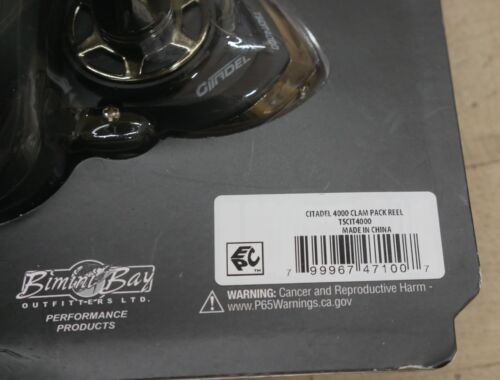 CITADEL
CITADEL 4000 CLAM PACK REEL
TSCIT4000
MADE IN CHINA
EPC™
7 99967 47100 7
WARNING: Cancer and Reproductive Harm -
www.P65Warnings.ca.gov
Bimini Bay
OUTFITTERS LTD.
PERFORMANCE
PRODUCTS